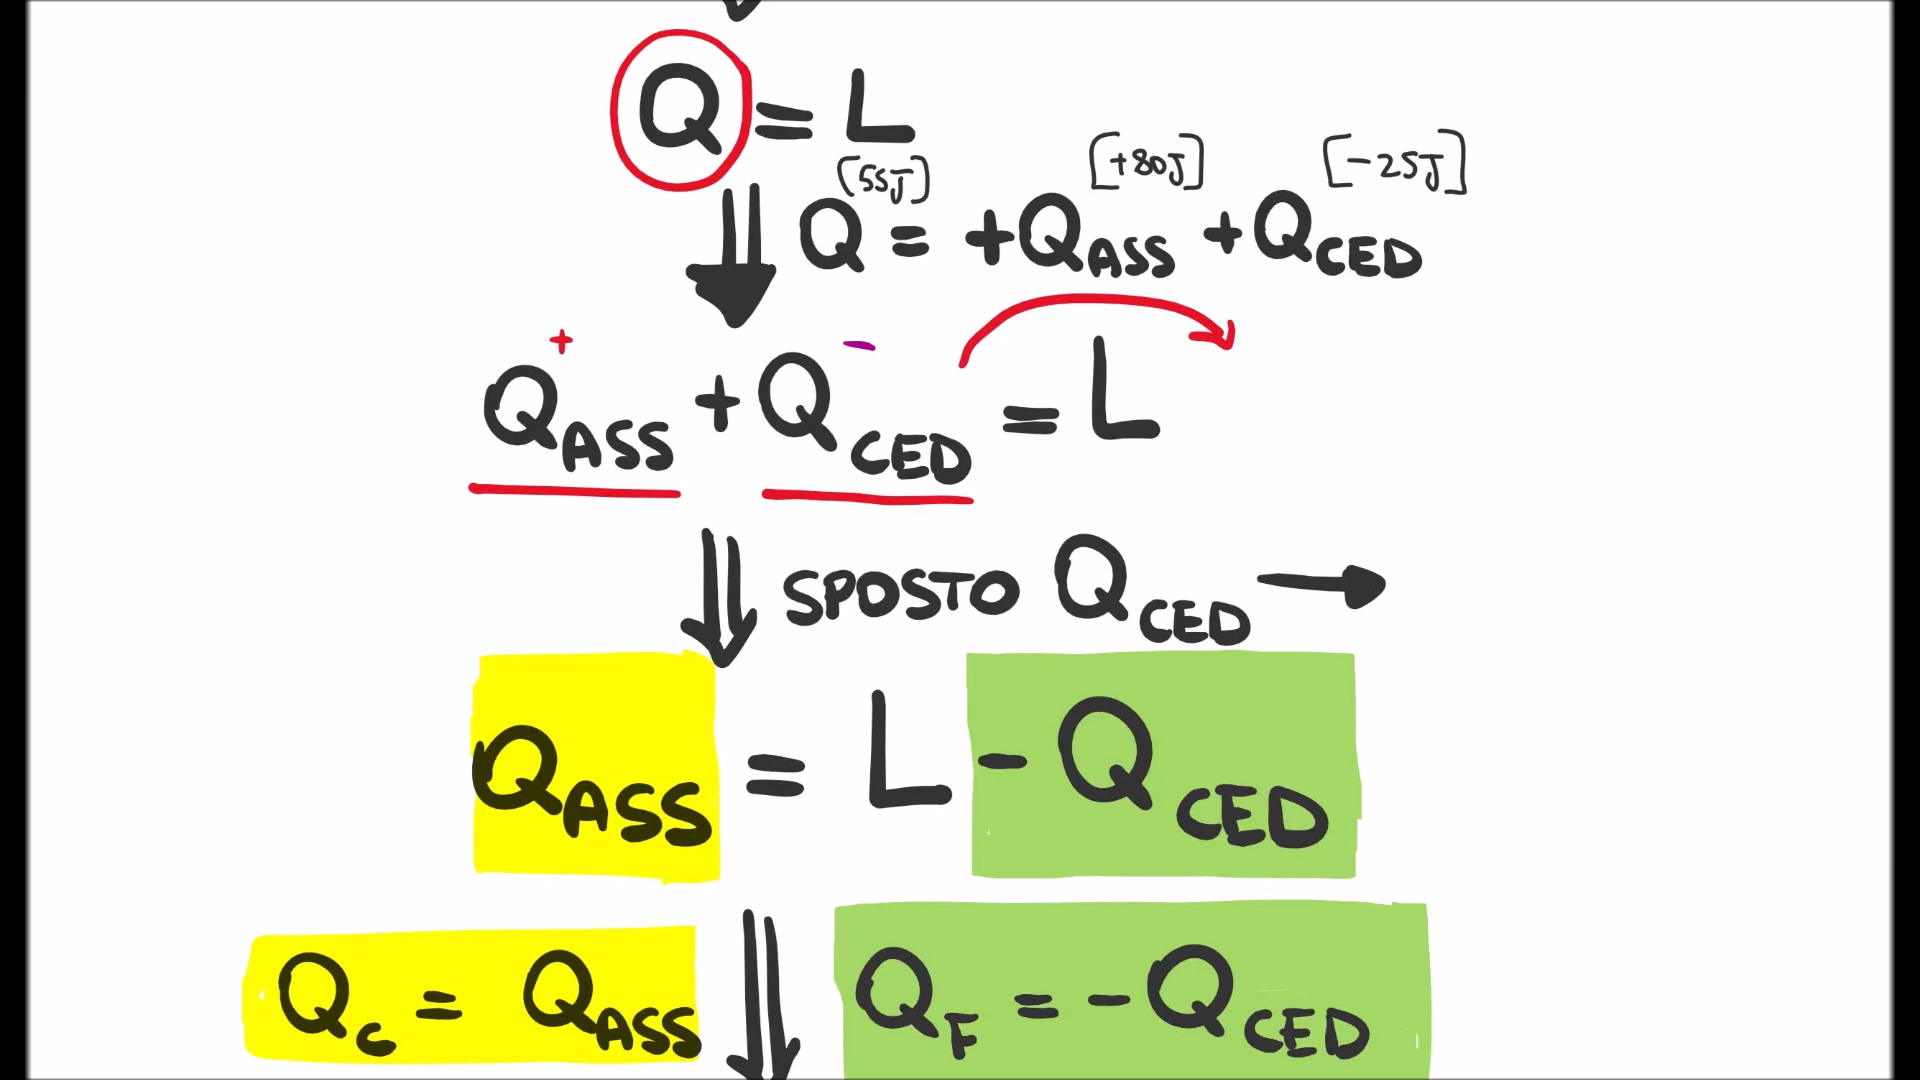 Q = L
[55J] [+80J] [-25J]
Q = +QASS +QCED
+ -
QASS + QCED = L
SPOSTO QCED →
QASS = L - QCED
QC = QASS QF = -QCED